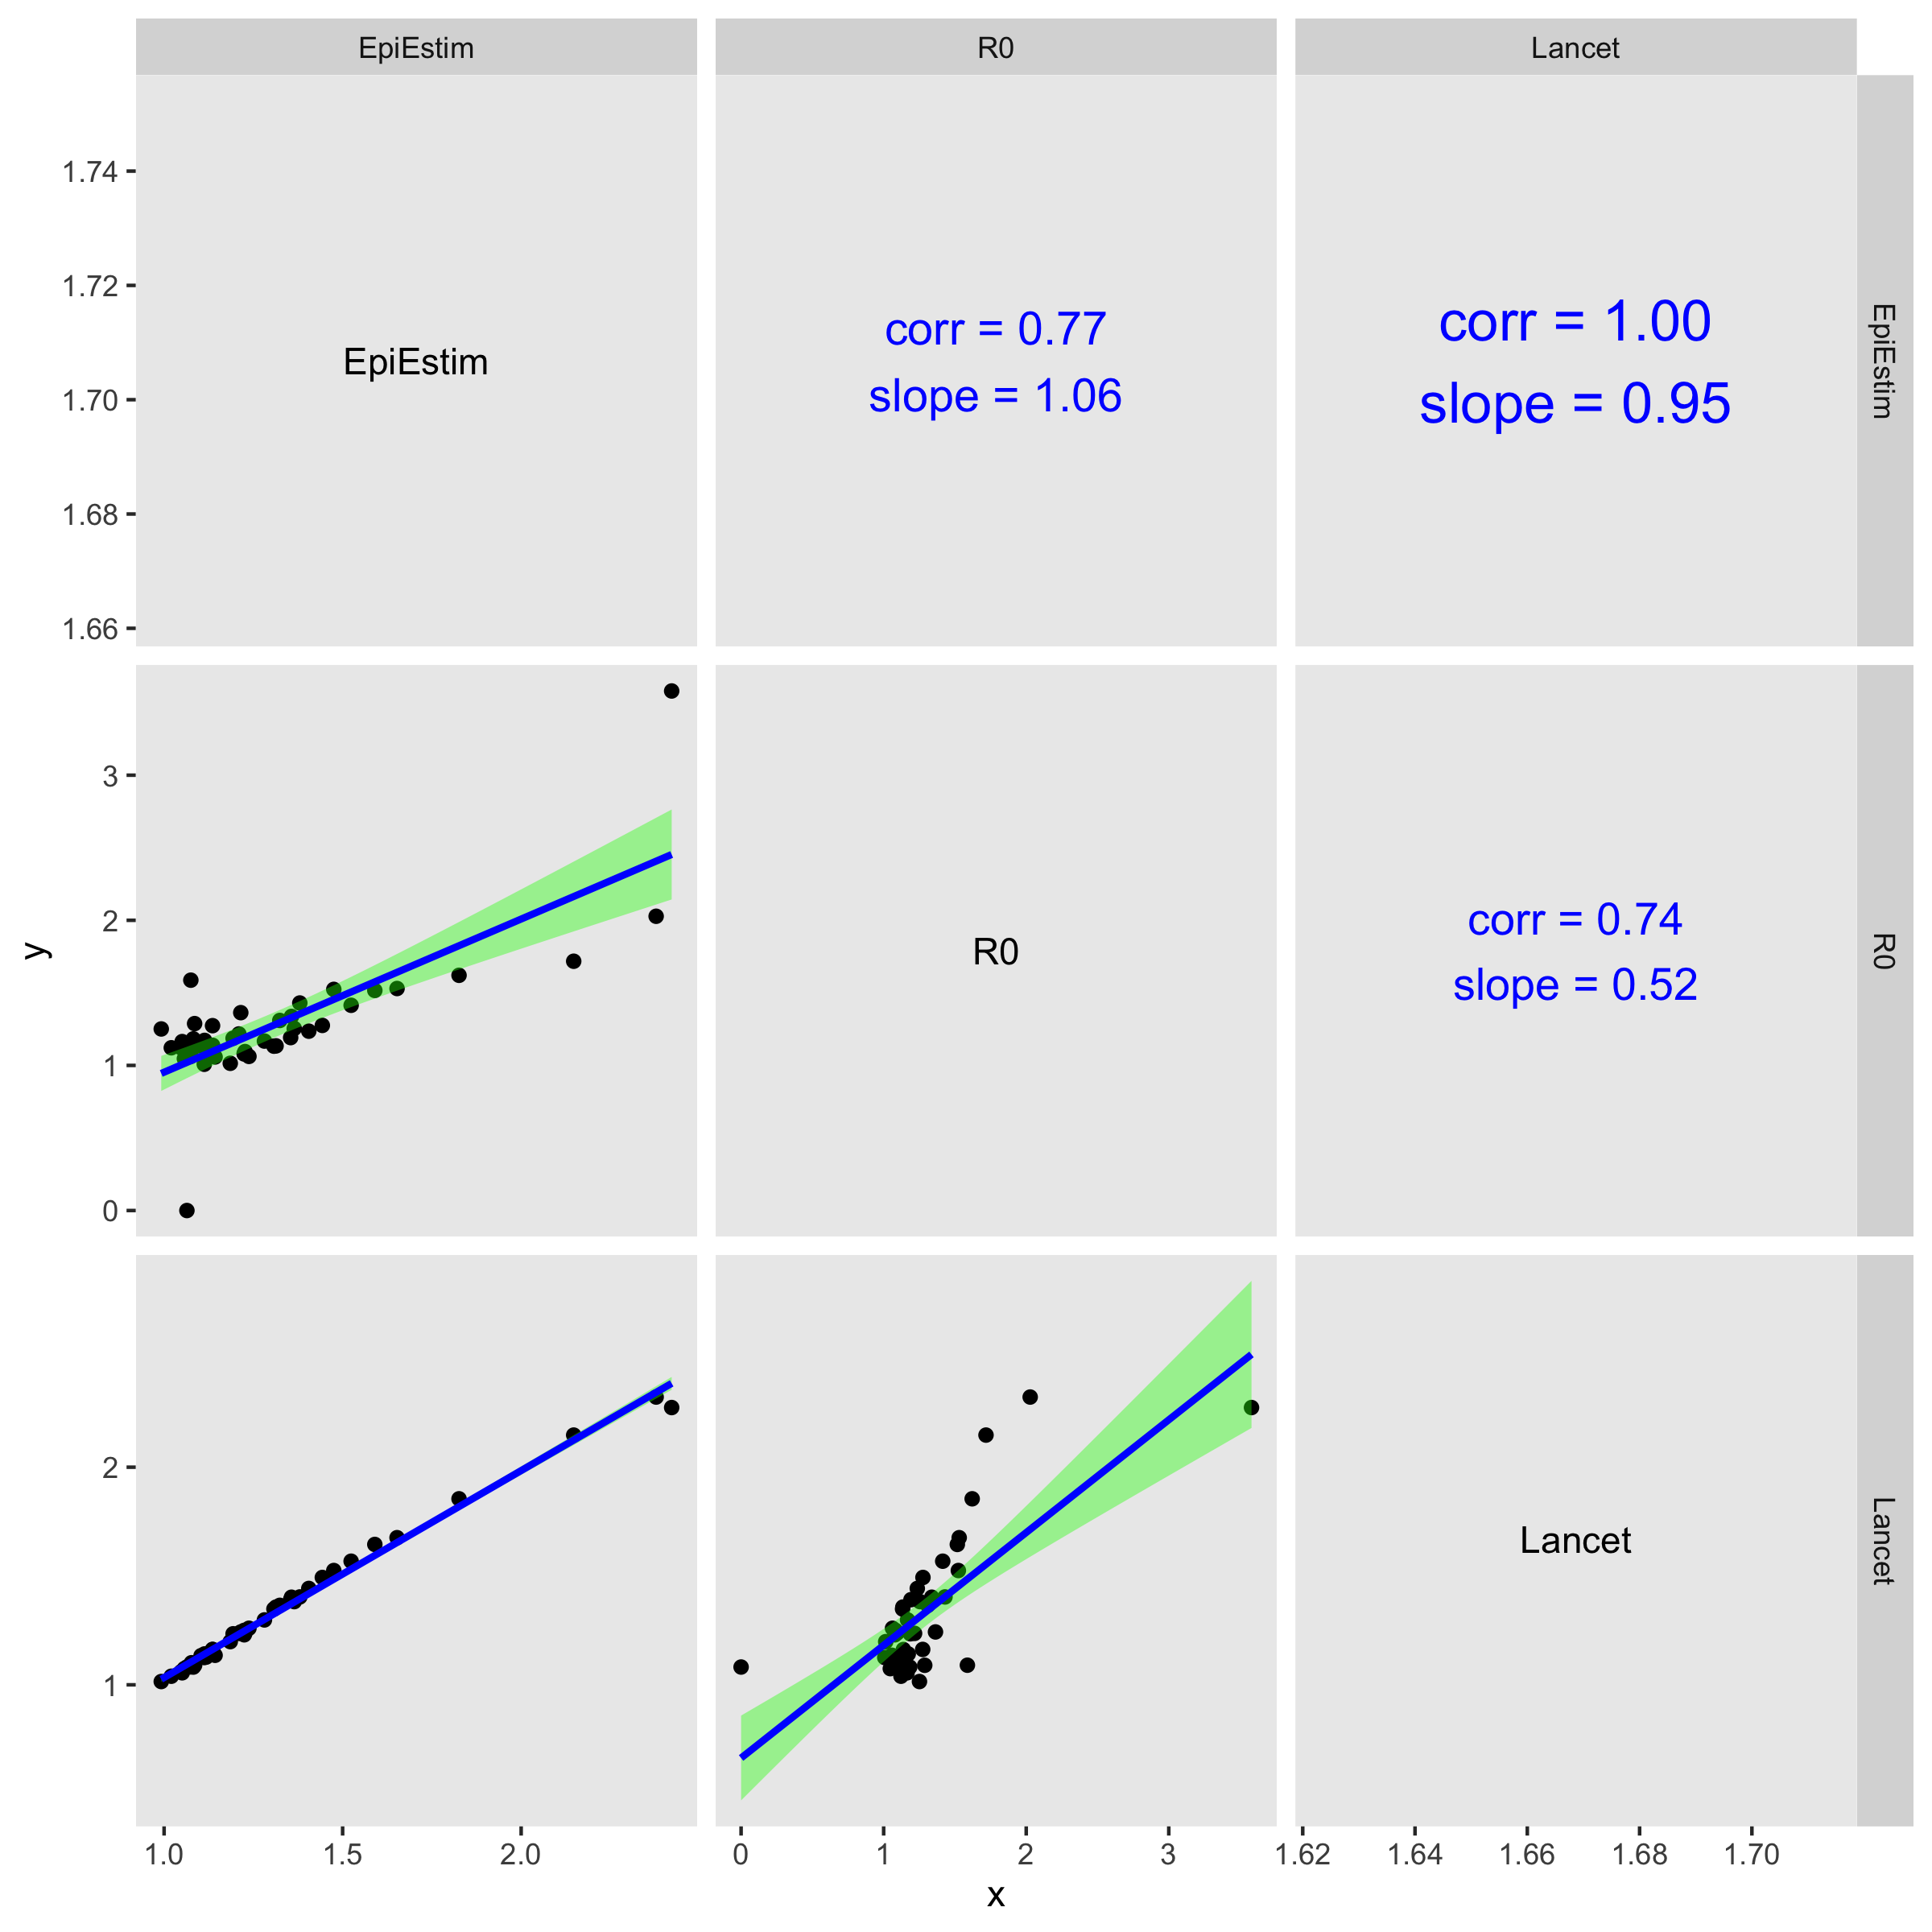 EpiEstim
R0
Lancet
1.74
1.72
1.70
1.68
1.66
EpiEstim
corr = 0.77
slope = 1.06
corr = 1.00
slope = 0.95
EpiEstim
y
3
2
1
0
R0
corr = 0.74
slope = 0.52
R0
2
1
Lancet
Lancet
1.0
1.5
2.0
0
1
2
3
1.62
1.64
1.66
1.68
1.70
x